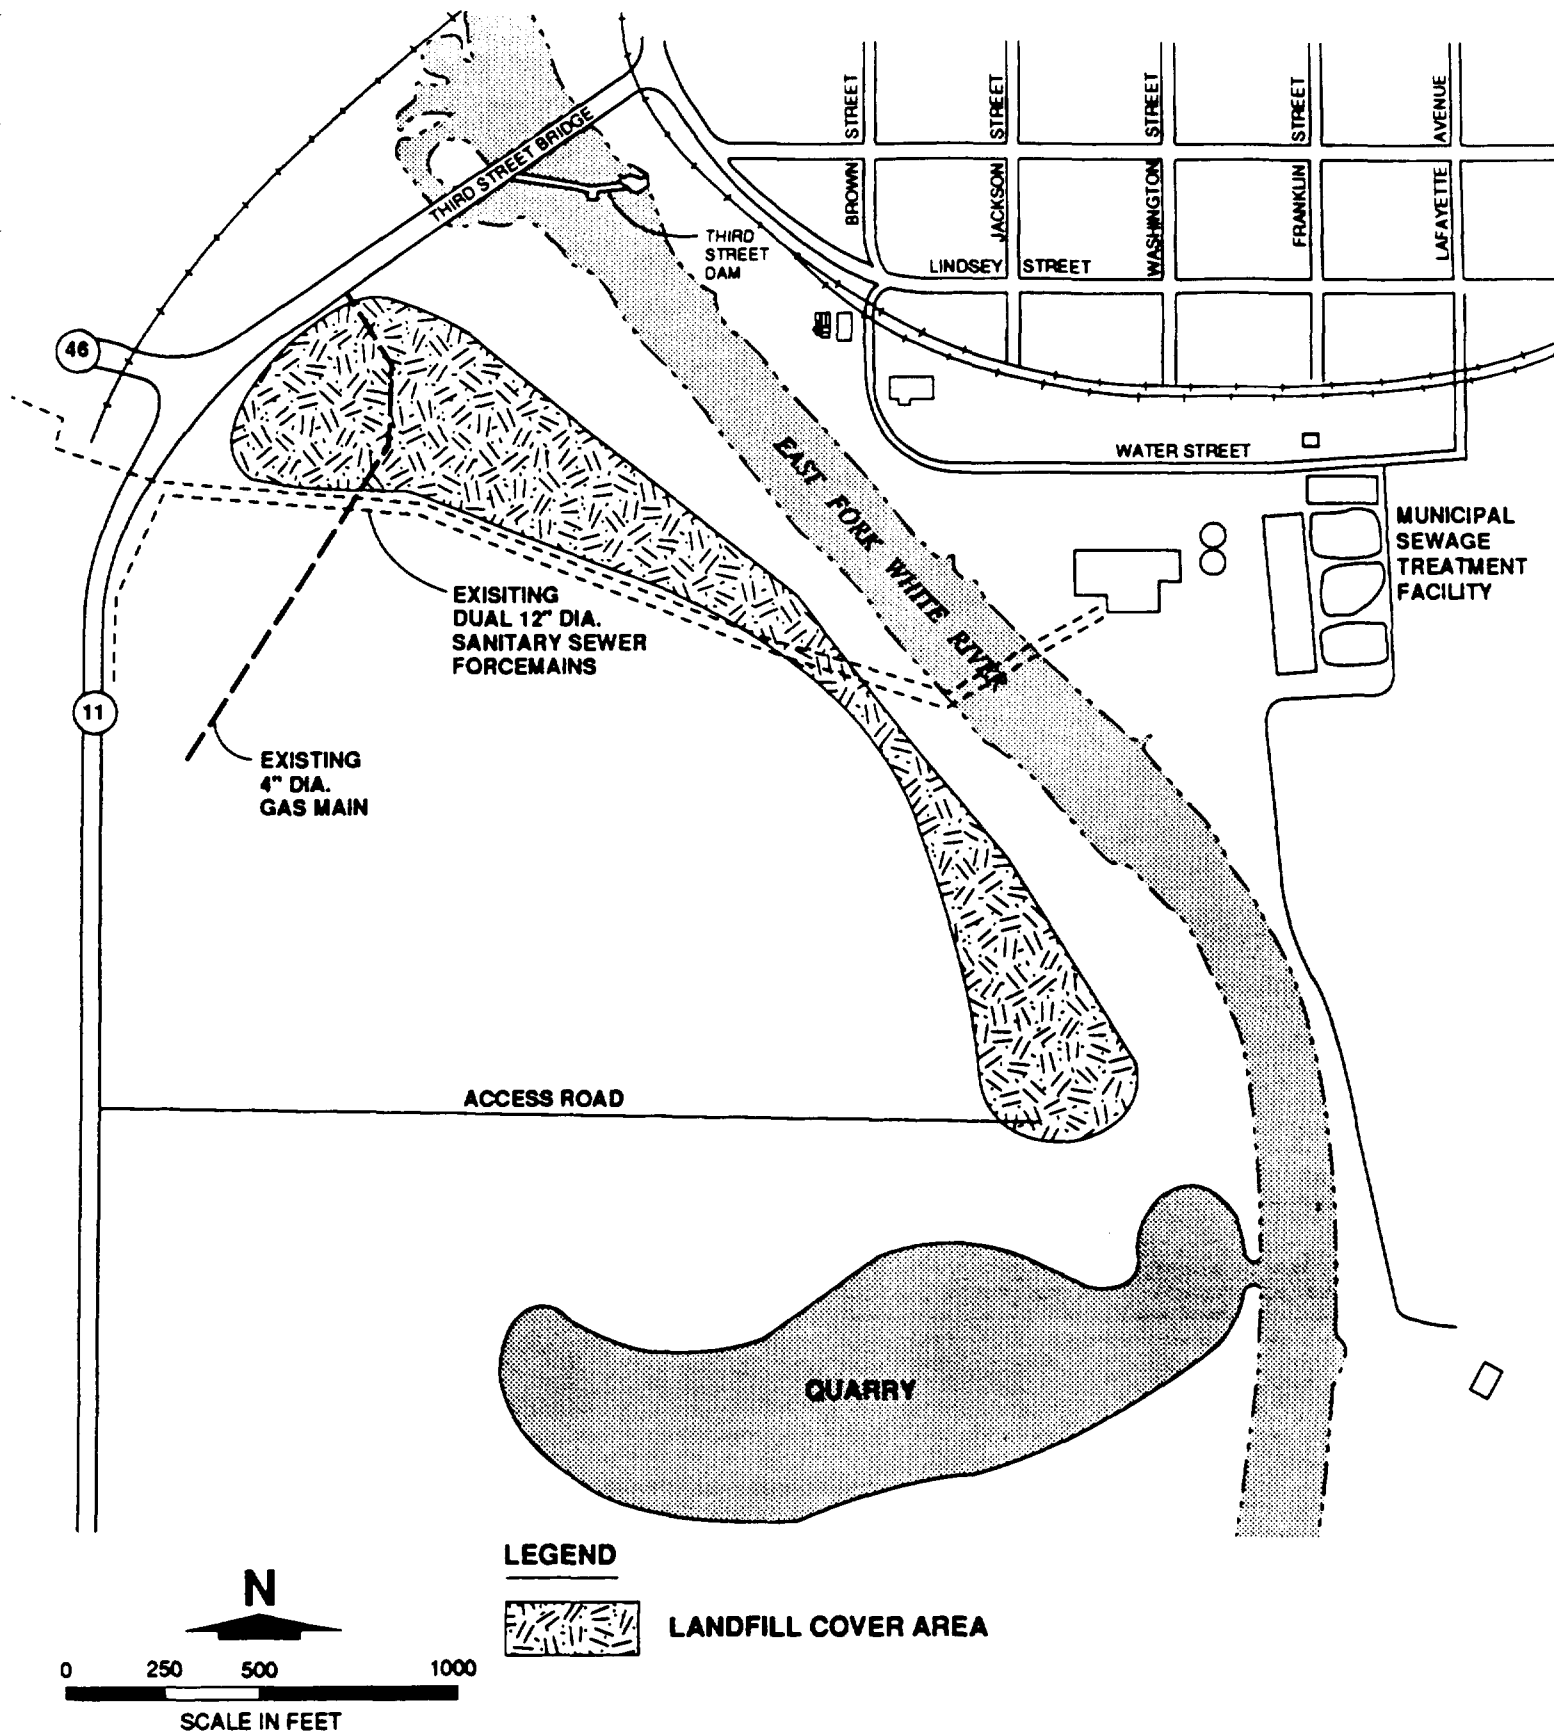 BROWN STREET
JACKSON STREET
WASHINGTON STREET
FRANKLIN STREET
LAFAYETTE AVENUE
THIRD STREET BRIDGE
THIRD
STREET
DAM
LINDSEY STREET
46
EAST FORK WHITE RIVER
WATER STREET
MUNICIPAL
SEWAGE
TREATMENT
FACILITY
EXISITING
DUAL 12" DIA.
SANITARY SEWER
FORCEMAINS
11
EXISTING
4" DIA.
GAS MAIN
ACCESS ROAD
QUARRY
LEGEND
LANDFILL COVER AREA
N
0 250 500 1000
SCALE IN FEET